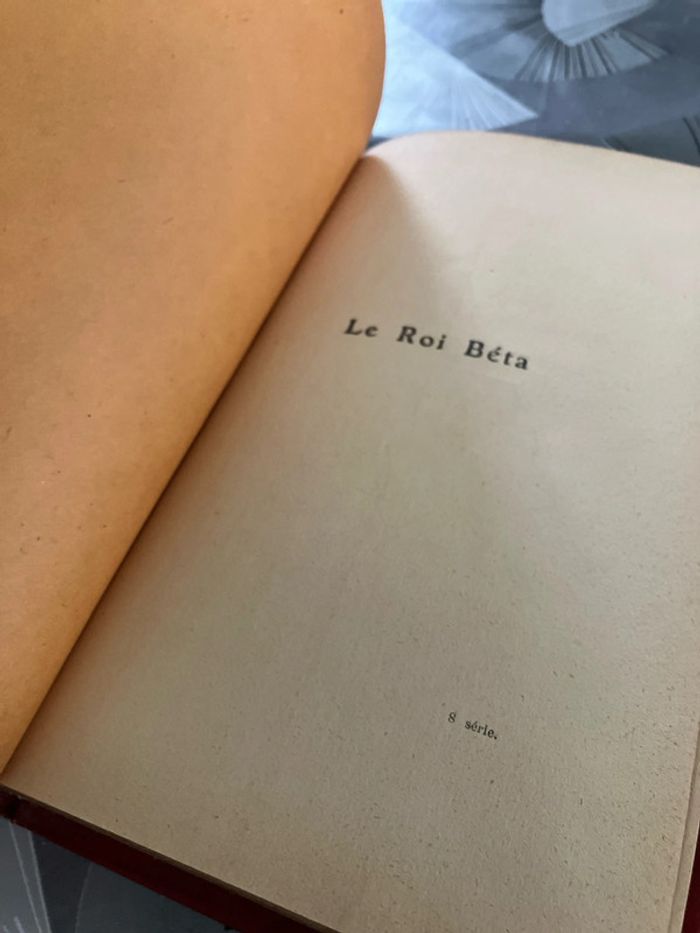 Le Roi Béta
8 série.